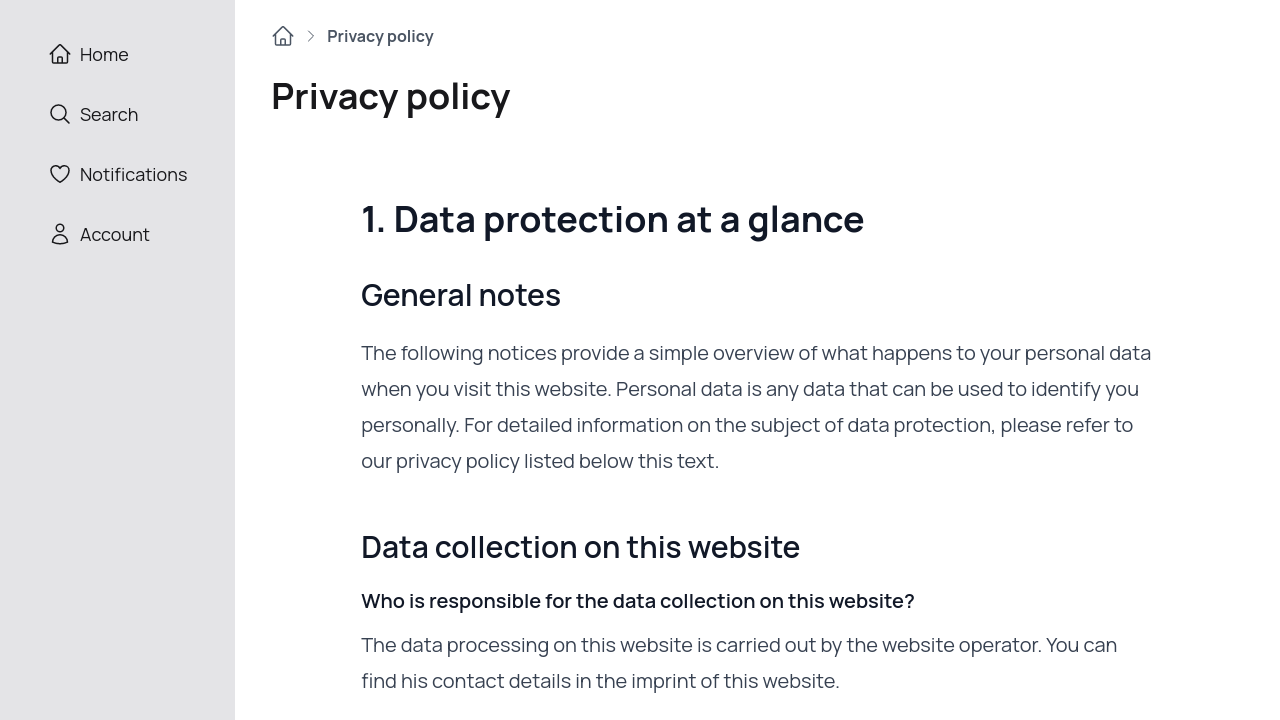 Home
Search
Notifications
Account
Privacy policy
Privacy policy
1. Data protection at a glance
General notes
The following notices provide a simple overview of what happens to your personal data
when you visit this website. Personal data is any data that can be used to identify you
personally. For detailed information on the subject of data protection, please refer to
our privacy policy listed below this text.
Data collection on this website
Who is responsible for the data collection on this website?
The data processing on this website is carried out by the website operator. You can
find his contact details in the imprint of this website.